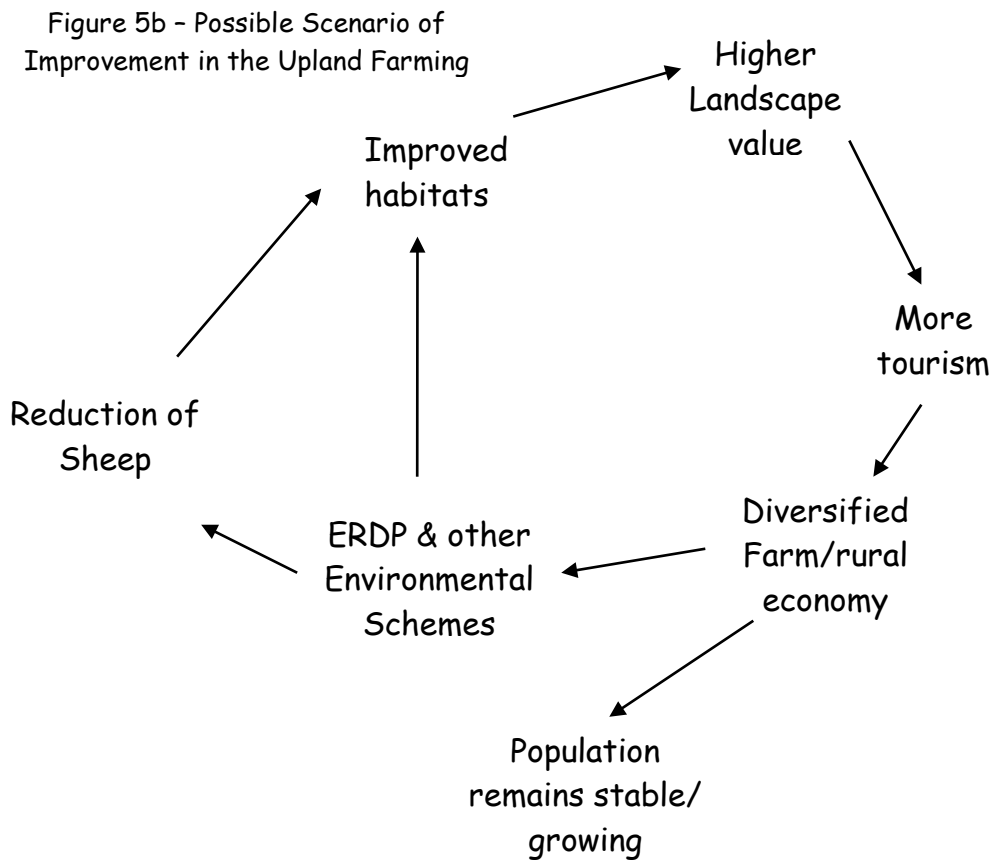 Figure 5b – Possible Scenario of
Improvement in the Upland Farming
Higher
Landscape
value
Improved
habitats
More
tourism
Reduction of
Sheep
Diversified
Farm/rural
economy
ERDP & other
Environmental
Schemes
Population
remains stable/
growing